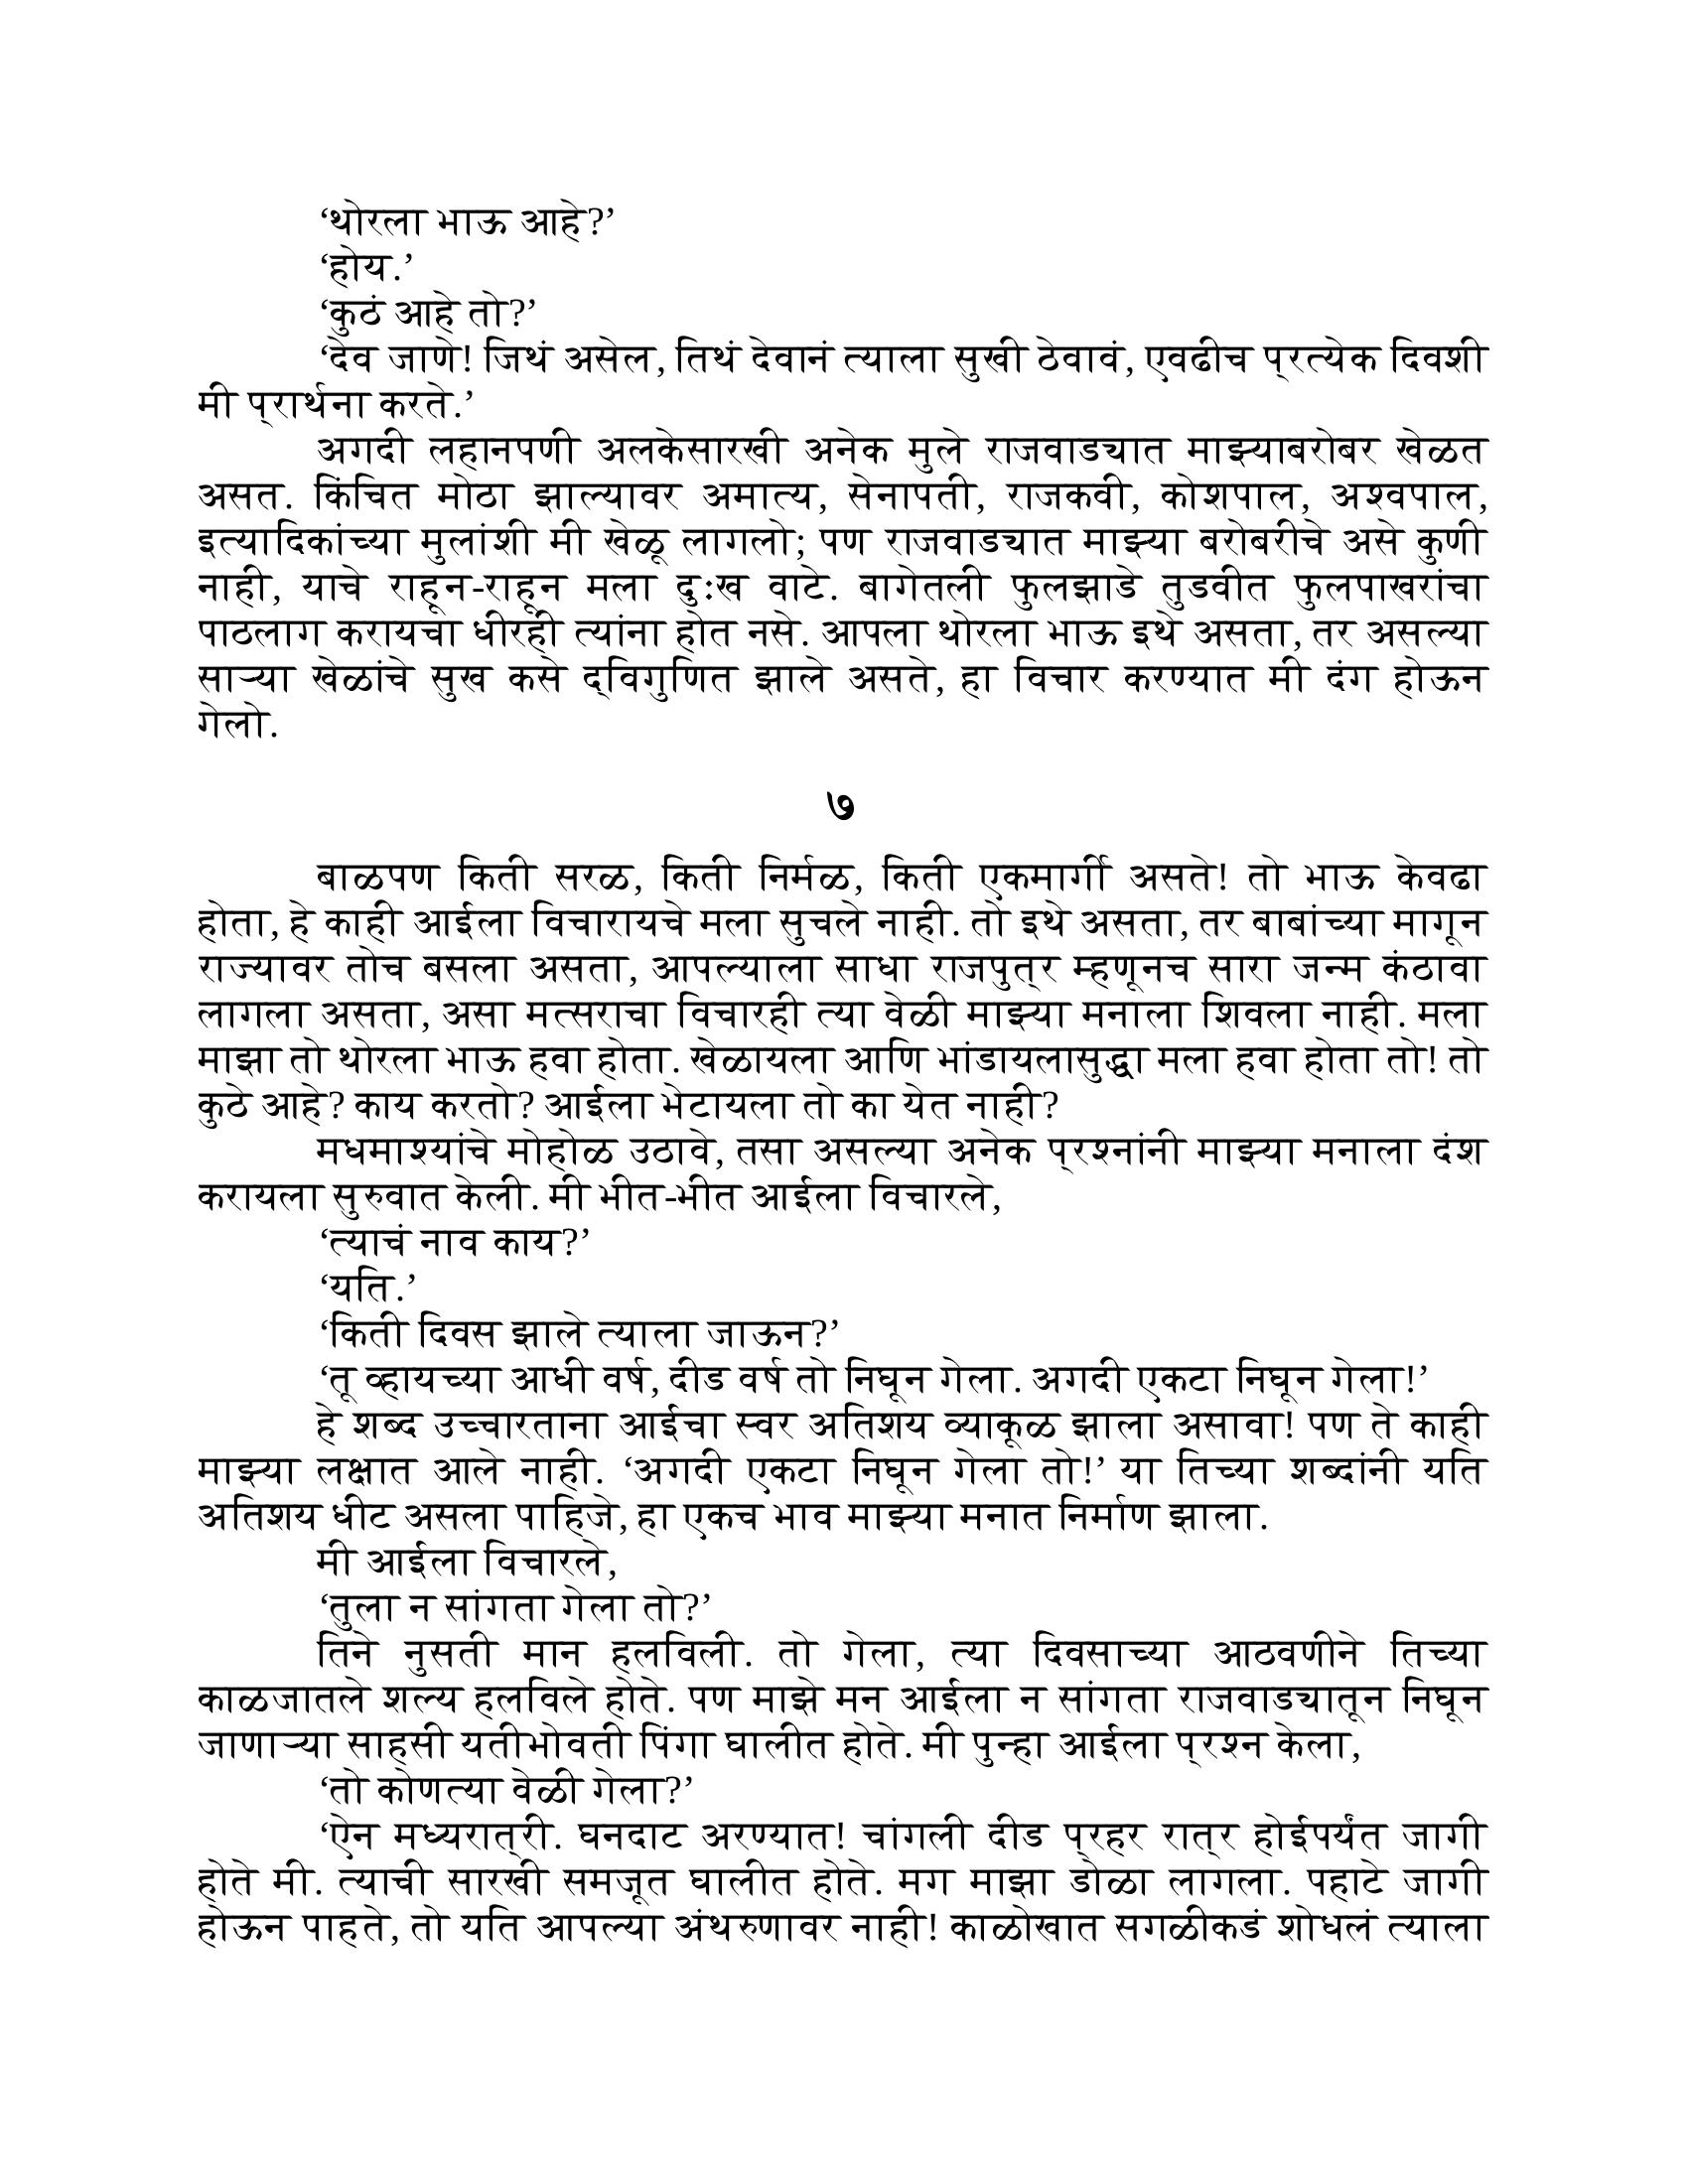 ‘थोरला भाऊ आहे?’
‘होय.’
‘कुठं आहे तो?’
‘देव जाणे! जिथं असेल, तिथं देवानं त्याला सुखी ठेवावं, एवढीच प्रत्येक दिवशी
मी प्रार्थना करते.’
अगदी लहानपणी अलकेसारखी अनेक मुले राजवाड्यात माझ्याबरोबर खेळत
असत. किंचित मोठा झाल्यावर अमात्य, सेनापती, राजकवी, कोशपाल, अश्वपाल,
इत्यादिकांच्या मुलांशी मी खेळू लागलो; पण राजवाड्यात माझ्या बरोबरीचे असे कुणी
नाही, याचे राहून-राहून मला दुःख वाटे. बागेतली फुलझाडे तुडवीत फुलपाखरांचा
पाठलाग करायचा धीरही त्यांना होत नसे. आपला थोरला भाऊ इथे असता, तर असल्या
साऱ्या खेळांचे सुख कसे द्विगुणित झाले असते, हा विचार करण्यात मी दंग होऊन
गेलो.
७
बाळपण किती सरळ, किती निर्मळ, किती एकमार्गी असते! तो भाऊ केवढा
होता, हे काही आईला विचारायचे मला सुचले नाही. तो इथे असता, तर बाबांच्या मागून
राज्यावर तोच बसला असता, आपल्याला साधा राजपुत्र म्हणूनच सारा जन्म कंठावा
लागला असता, असा मत्सराचा विचारही त्या वेळी माझ्या मनाला शिवला नाही. मला
माझा तो थोरला भाऊ हवा होता. खेळायला आणि भांडायलासुद्धा मला हवा होता तो! तो
कुठे आहे? काय करतो? आईला भेटायला तो का येत नाही?
मधमाश्यांचे मोहोळ उठावे, तसा असल्या अनेक प्रश्नांनी माझ्या मनाला दंश
करायला सुरुवात केली. मी भीत-भीत आईला विचारले,
‘त्याचं नाव काय?’
‘यति.’
‘किती दिवस झाले त्याला जाऊन?’
‘तू व्हायच्या आधी वर्ष, दीड वर्ष तो निघून गेला. अगदी एकटा निघून गेला!’
हे शब्द उच्चारताना आईचा स्वर अतिशय व्याकूळ झाला असावा! पण ते काही
माझ्या लक्षात आले नाही. ‘अगदी एकटा निघून गेला तो!’ या तिच्या शब्दांनी यति
अतिशय धीट असला पाहिजे, हा एकच भाव माझ्या मनात निर्माण झाला.
मी आईला विचारले,
‘तुला न सांगता गेला तो?’
तिने नुसती मान हलविली. तो गेला, त्या दिवसाच्या आठवणीने तिच्या
काळजातले शल्य हलविले होते. पण माझे मन आईला न सांगता राजवाड्यातून निघून
जाणाऱ्या साहसी यतीभोवती पिंगा घालीत होते. मी पुन्हा आईला प्रश्न केला,
‘तो कोणत्या वेळी गेला?’
‘ऐन मध्यरात्री. घनदाट अरण्यात! चांगली दीड प्रहर रात्र होईपर्यंत जागी
होते मी. त्याची सारखी समजूत घालीत होते. मग माझा डोळा लागला. पहाटे जागी
होऊन पाहते, तो यति आपल्या अंथरुणावर नाही! काळोखात सगळीकडं शोधलं त्याला